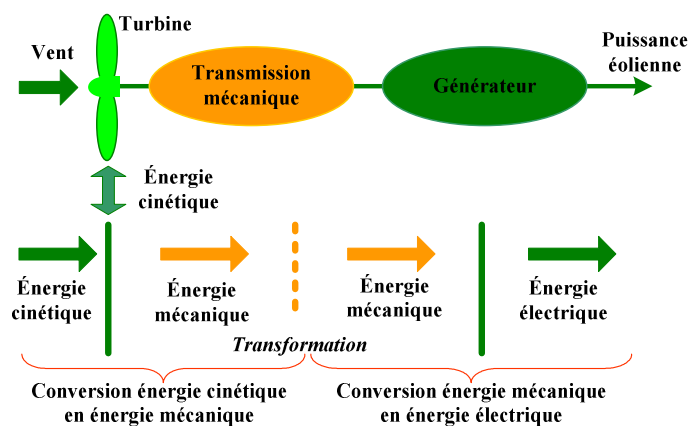 Turbine
Vent
Transmission
mécanique
Générateur
Puissance
éolienne
Énergie
cinétique
Énergie
cinétique
Énergie
mécanique
Énergie
mécanique
Énergie
électrique
Transformation
Conversion énergie cinétique
en énergie mécanique
Conversion énergie mécanique
en énergie électrique